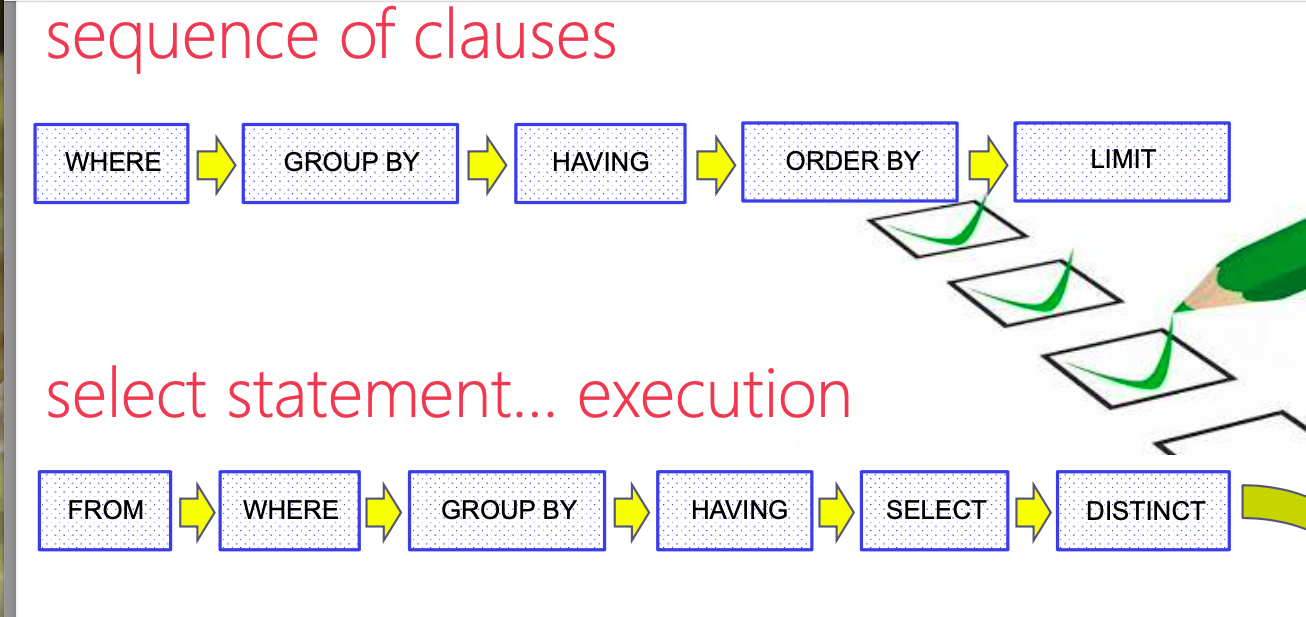 sequence of clauses
WHERE GROUP BY HAVING ORDER BY LIMIT
select statement... execution
FROM WHERE GROUP BY HAVING SELECT DISTINCT